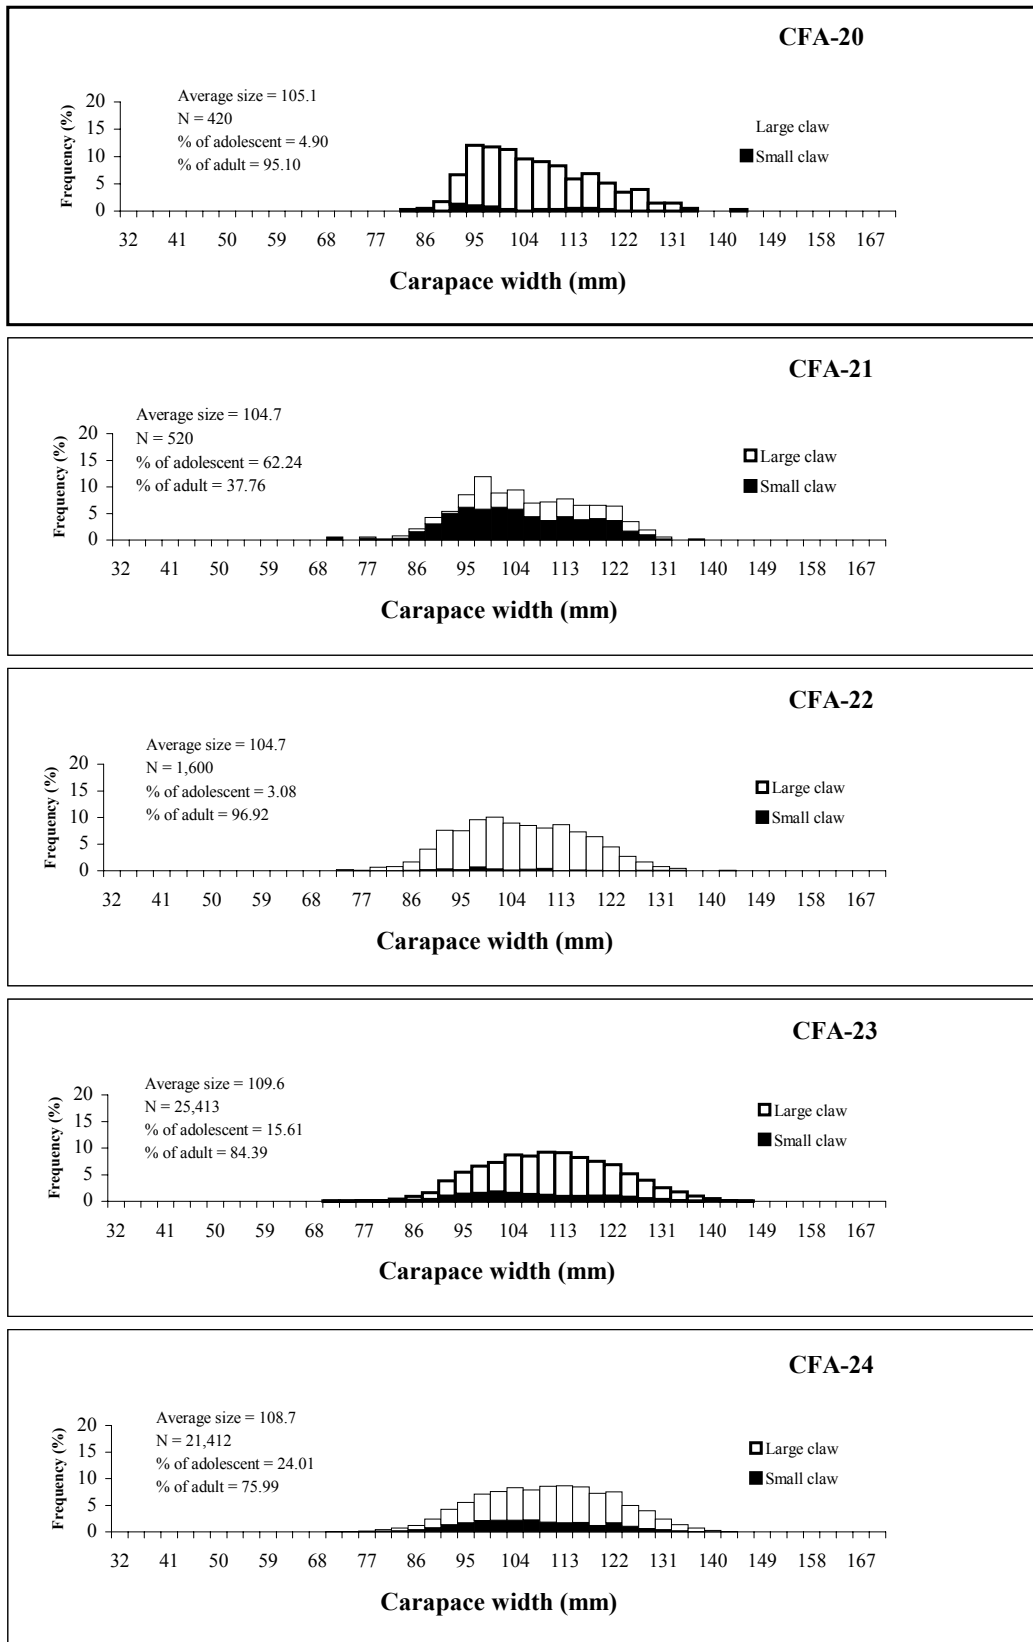 CFA-20
Average size = 105.1
N = 420
% of adolescent = 4.90
% of adult = 95.10
Large claw
Small claw
Frequency (%)
20
15
10
5
0
32 41 50 59 68 77 86 95 104 113 122 131 140 149 158 167
Carapace width (mm)
CFA-21
Average size = 104.7
N = 520
% of adolescent = 62.24
% of adult = 37.76
Large claw
Small claw
Frequency (%)
20
15
10
5
0
32 41 50 59 68 77 86 95 104 113 122 131 140 149 158 167
Carapace width (mm)
CFA-22
Average size = 104.7
N = 1,600
% of adolescent = 3.08
% of adult = 96.92
Large claw
Small claw
Frequency (%)
20
15
10
5
0
32 41 50 59 68 77 86 95 104 113 122 131 140 149 158 167
Carapace width (mm)
CFA-23
Average size = 109.6
N = 25,413
% of adolescent = 15.61
% of adult = 84.39
Large claw
Small claw
Frequency (%)
20
15
10
5
0
32 41 50 59 68 77 86 95 104 113 122 131 140 149 158 167
Carapace width (mm)
CFA-24
Average size = 108.7
N = 21,412
% of adolescent = 24.01
% of adult = 75.99
Large claw
Small claw
Frequency (%)
20
15
10
5
0
32 41 50 59 68 77 86 95 104 113 122 131 140 149 158 167
Carapace width (mm)